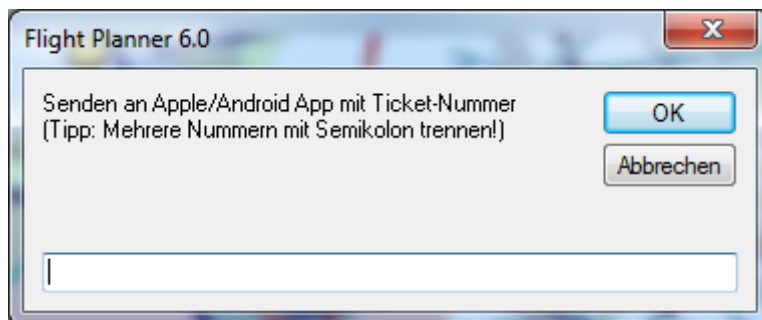 Flight Planner 6.0
Senden an Apple/Android App mit Ticket-Nummer
(Tipp: Mehrere Nummern mit Semikolon trennen!)
OK
Abbrechen